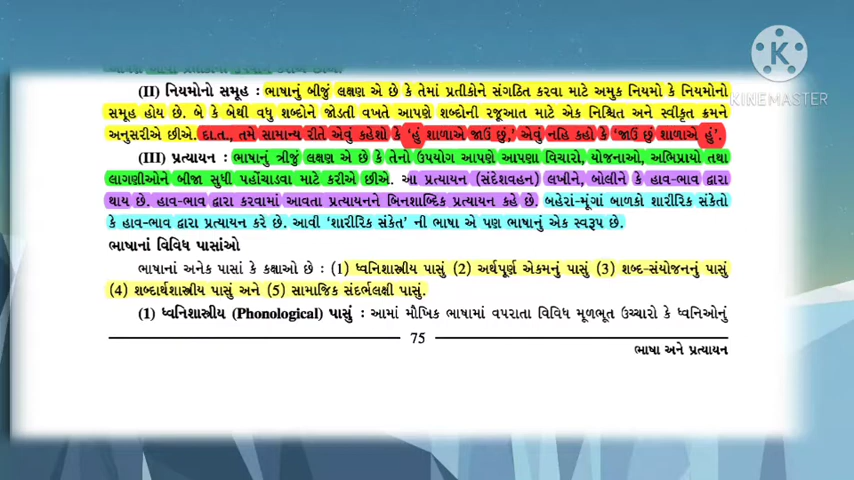 KINEMASTER
(II) નિયમોનો સમૂહ : ભાષાનું બીજું લક્ષણ એ છે કે તેમાં પ્રતીકોને સંગઠિત કરવા માટે અમુક નિયમો કે નિયમોનો
સમૂહ હોય છે. બે કે બેથી વધુ શબ્દોને જોડતી વખતે આપણે શબ્દોની રજૂઆત માટે એક નિશ્ચિત અને સ્વીકૃત ક્રમને
અનુસરીએ છીએ. દા.ત., તમે સામાન્ય રીતે એવું કહેશો કે ‘હું શાળાએ જાઉં છું,’ એવું નહિ કહો કે ‘જાઉં છું શાળાએ હું’.
(III) પ્રત્યાયન : ભાષાનું ત્રીજું લક્ષણ એ છે કે તેનો ઉપયોગ આપણે આપણા વિચારો, યોજનાઓ, અભિપ્રાયો તથા
લાગણીઓને બીજા સુધી પહોંચાડવા માટે કરીએ છીએ. આ પ્રત્યાયન (સંદેશવહન) લખીને, બોલીને કે હાવ-ભાવ દ્વારા
થાય છે. હાવ-ભાવ દ્વારા કરવામાં આવતા પ્રત્યાયનને બિનશાબ્દિક પ્રત્યાયન કહે છે. બહેરાં-મૂંગાં બાળકો શારીરિક સંકેતો
કે હાવ-ભાવ દ્વારા પ્રત્યાયન કરે છે. આવી ‘શારીરિક સંકેત’ ની ભાષા એ પણ ભાષાનું એક સ્વરૂપ છે.
ભાષાનાં વિવિધ પાસાંઓ
ભાષાનાં અનેક પાસાં કે કક્ષાઓ છે : (1) ધ્વનિશાસ્ત્રીય પાસું (2) અર્થપૂર્ણ એકમનું પાસું (3) શબ્દ-સંયોજનનું પાસું
(4) શબ્દાર્થશાસ્ત્રીય પાસું અને (5) સામાજિક સંદર્ભલક્ષી પાસું.
(1) ધ્વનિશાસ્ત્રીય (Phonological) પાસું : આમાં મૌખિક ભાષામાં વપરાતા વિવિધ મૂળભૂત ઉચ્ચારો કે ધ્વનિઓનું
75
ભાષા અને પ્રત્યાયન